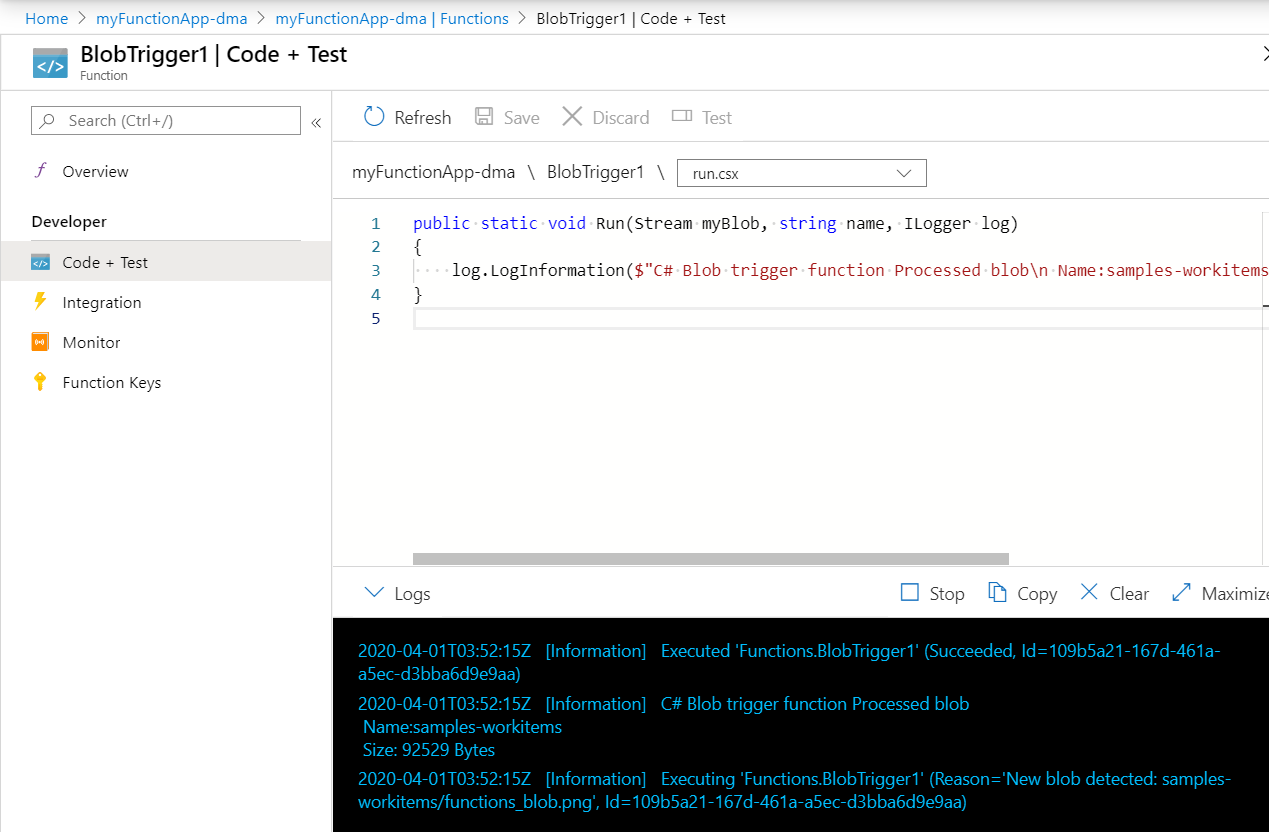 Home > myFunctionApp-dma > myFunctionApp-dma | Functions > BlobTrigger1 | Code + Test
BlobTrigger1 | Code + Test
Function
Search (Ctrl+/)
«
Overview
Developer
Code + Test
Integration
Monitor
Function Keys
Refresh Save Discard Test
myFunctionApp-dma \ BlobTrigger1 \ run.csx
1 public static void Run(Stream myBlob, string name, ILogger log)
2 {
3 log.LogInformation($"C# Blob trigger function Processed blob\n Name:samples-workitems
4 }
5
Logs Stop Copy Clear Maximize
2020-04-01T03:52:15Z [Information] Executed 'Functions.BlobTrigger1' (Succeeded, Id=109b5a21-167d-461a-
a5ec-d3bba6d9e9aa)
2020-04-01T03:52:15Z [Information] C# Blob trigger function Processed blob
Name:samples-workitems
Size: 92529 Bytes
2020-04-01T03:52:15Z [Information] Executing 'Functions.BlobTrigger1' (Reason='New blob detected: samples-
workitems/functions_blob.png', Id=109b5a21-167d-461a-a5ec-d3bba6d9e9aa)